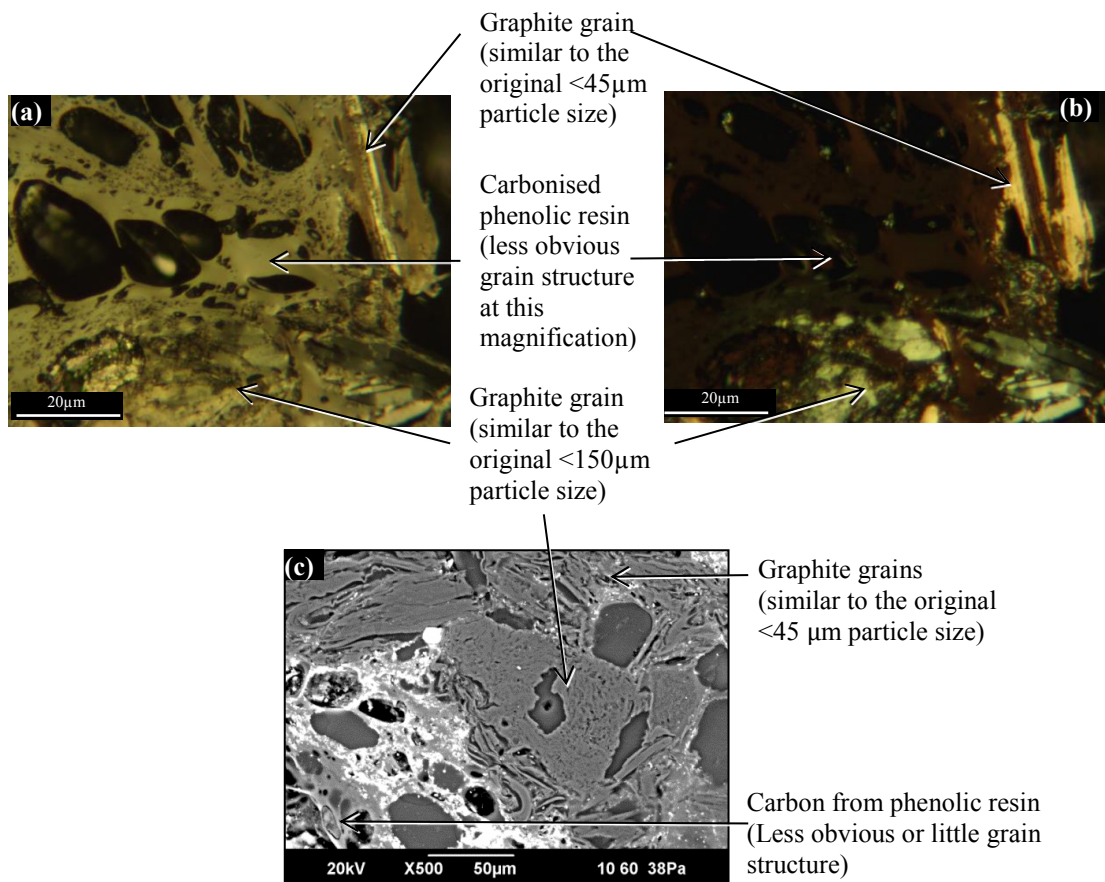 Graphite grain
(similar to the
original <45µm
particle size)
(a)
(b)
Carbonised
phenolic resin
(less obvious
grain structure
at this
magnification)
20µm
20µm
Graphite grain
(similar to the
original <150µm
particle size)
(c)
Graphite grains
(similar to the original
<45 µm particle size)
Carbon from phenolic resin
(Less obvious or little grain
structure)
20kV X500 50µm 10 60 38Pa